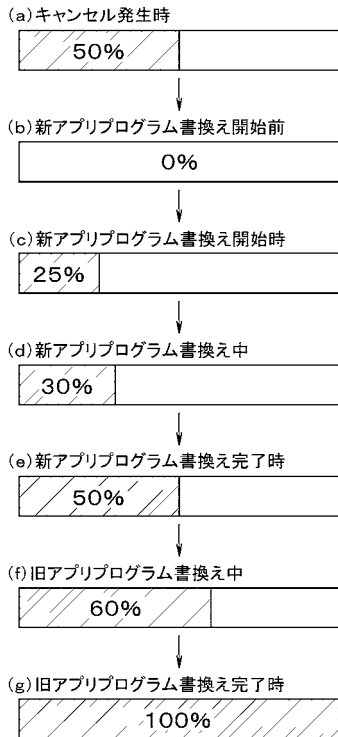 (a)キャンセル発生時
50%
(b)新アプリプログラム書換え開始前
0%
(c)新アプリプログラム書換え開始時
25%
(d)新アプリプログラム書換え中
30%
(e)新アプリプログラム書換え完了時
50%
(f)旧アプリプログラム書換え中
60%
(g)旧アプリプログラム書換え完了時
100%